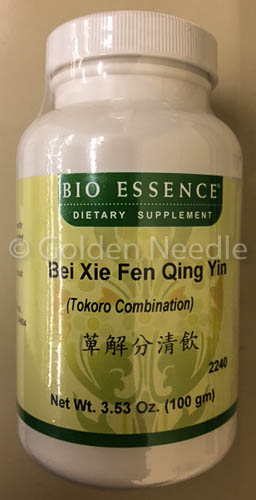 BIO ESSENCE®
DIETARY SUPPLEMENT
© Golden Needle
Bei Xie Fen Qing Yin
(Tokoro Combination)
草解分清飲
2240
Net Wt. 3.53 Oz. (100 gm)